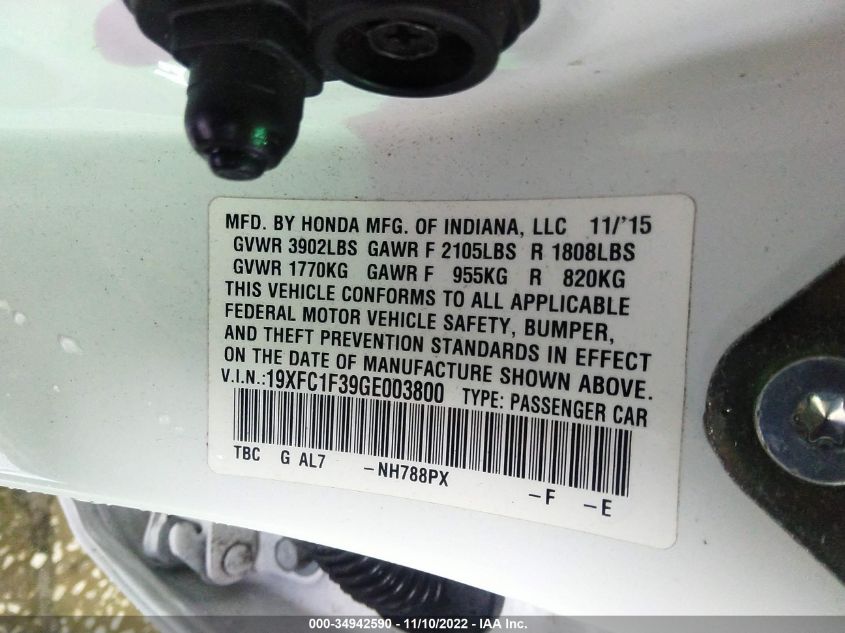 MFD. BY HONDA MFG. OF INDIANA, LLC 11/'15
GVWR 3902LBS GAWR F 2105LBS R 1808LBS
GVWR 1770KG GAWR F 955KG R 820KG
THIS VEHICLE CONFORMS TO ALL APPLICABLE
FEDERAL MOTOR VEHICLE SAFETY, BUMPER,
AND THEFT PREVENTION STANDARDS IN EFFECT
ON THE DATE OF MANUFACTURE SHOWN ABOVE.
V.I.N.:19XFC1F39GE003800 TYPE: PASSENGER CAR
TBC G AL7 -NH788PX -F -E
000-34942590 - 11/10/2022 - IAA Inc.